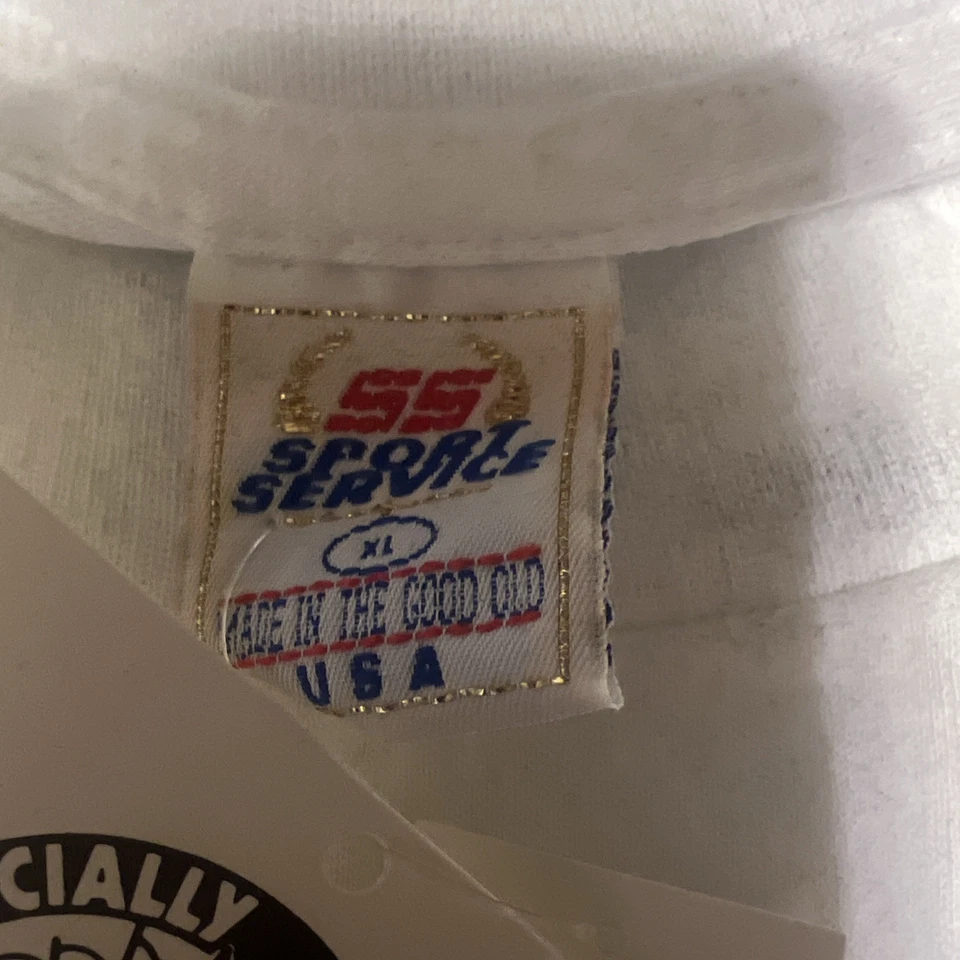 SS
SPORT
SERVICE
XL
MADE IN THE GOOD OLD
USA
CIALLY